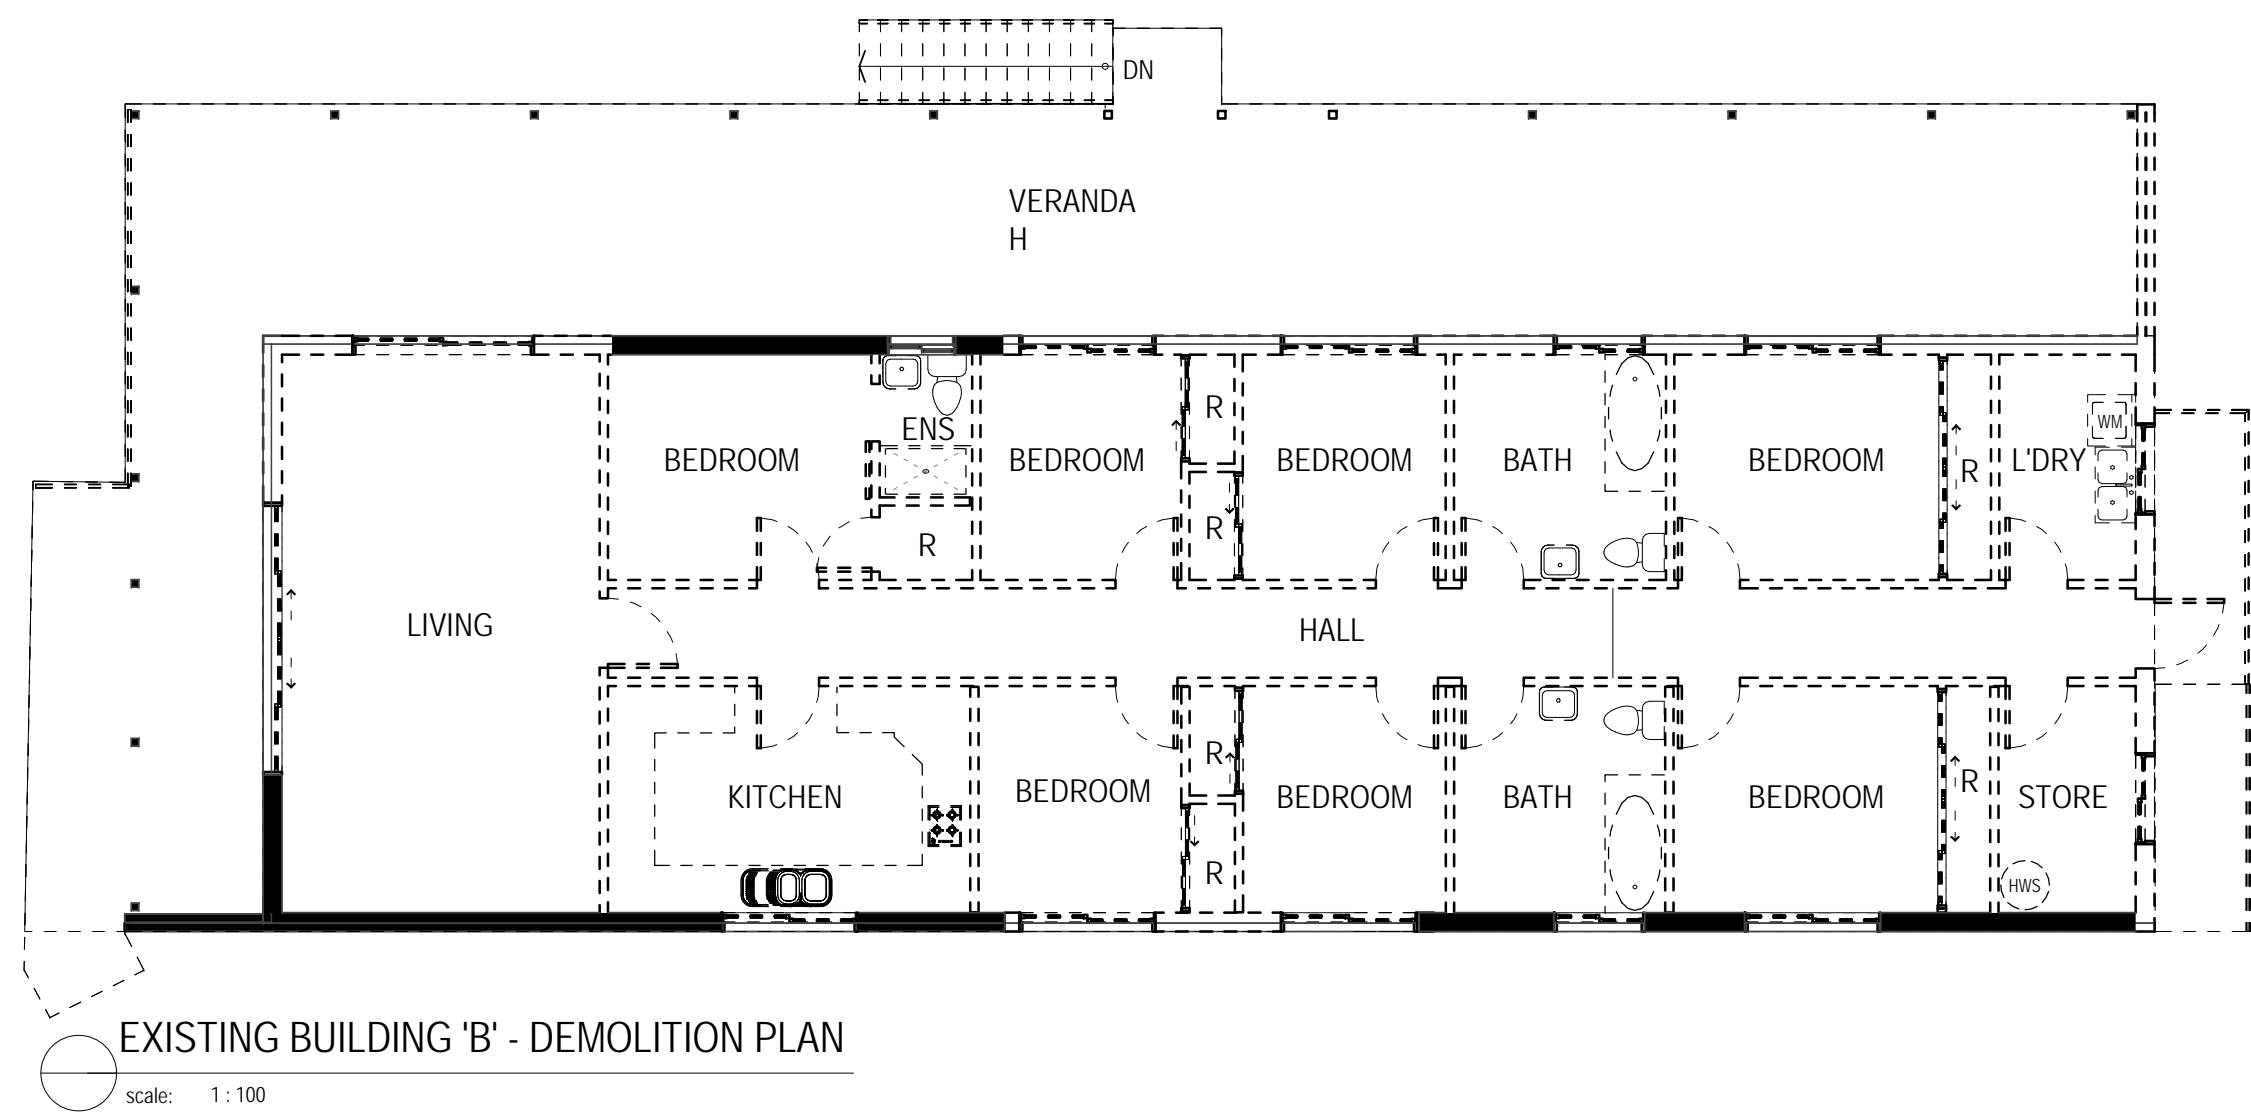 DN
VERANDA
H
R
ENS
WM
BEDROOM
BEDROOM
BEDROOM
BATH
BEDROOM
R
L'DRY
R
R
LIVING
HALL
R
R
KITCHEN
BEDROOM
BEDROOM
BATH
BEDROOM
STORE
R
HWS
EXISTING BUILDING 'B' - DEMOLITION PLAN
scale: 1 : 100